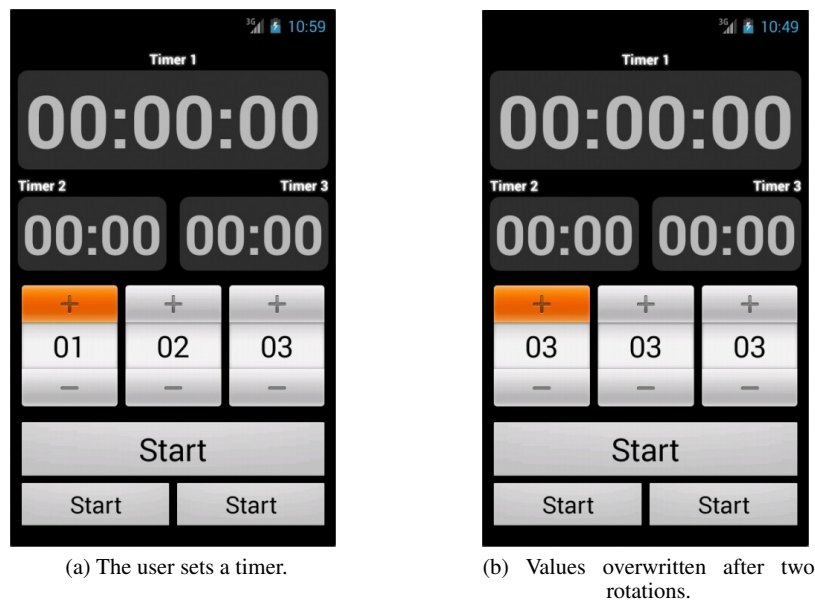 3G 10:59
Timer 1
00:00:00
Timer 2 Timer 3
00:00 00:00
+ + +
01 02 03
− − −
Start
Start Start
(a) The user sets a timer.
3G 10:49
Timer 1
00:00:00
Timer 2 Timer 3
00:00 00:00
+ + +
03 03 03
− − −
Start
Start Start
(b) Values overwritten after two
rotations.